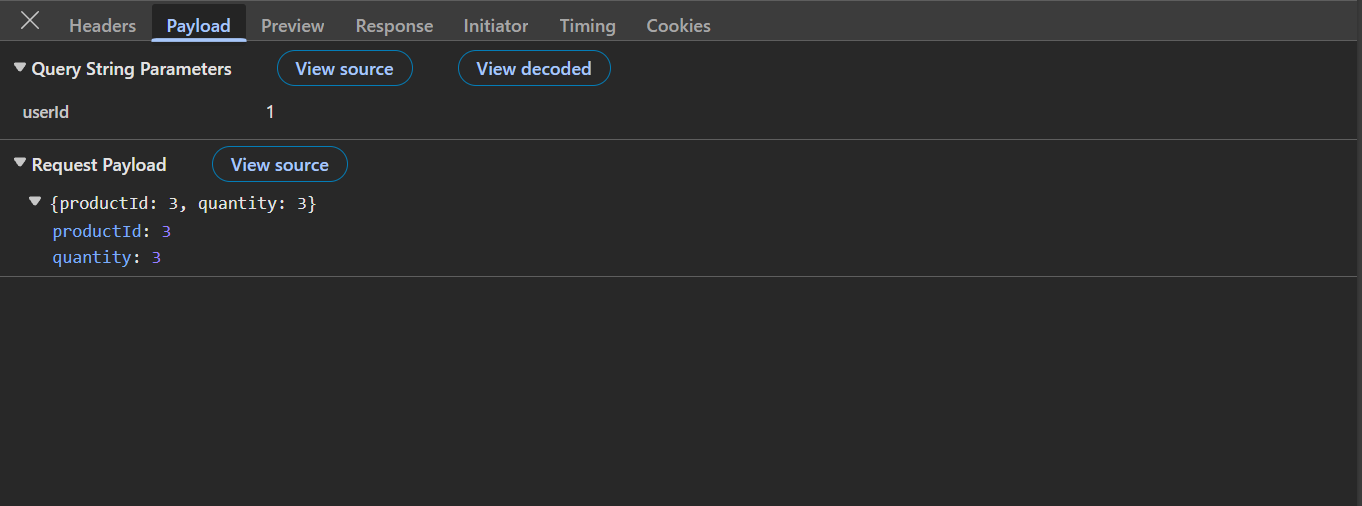 Headers Payload Preview Response Initiator Timing Cookies
Query String Parameters View source View decoded
userId 1
Request Payload View source
{productId: 3, quantity: 3}
productId: 3
quantity: 3